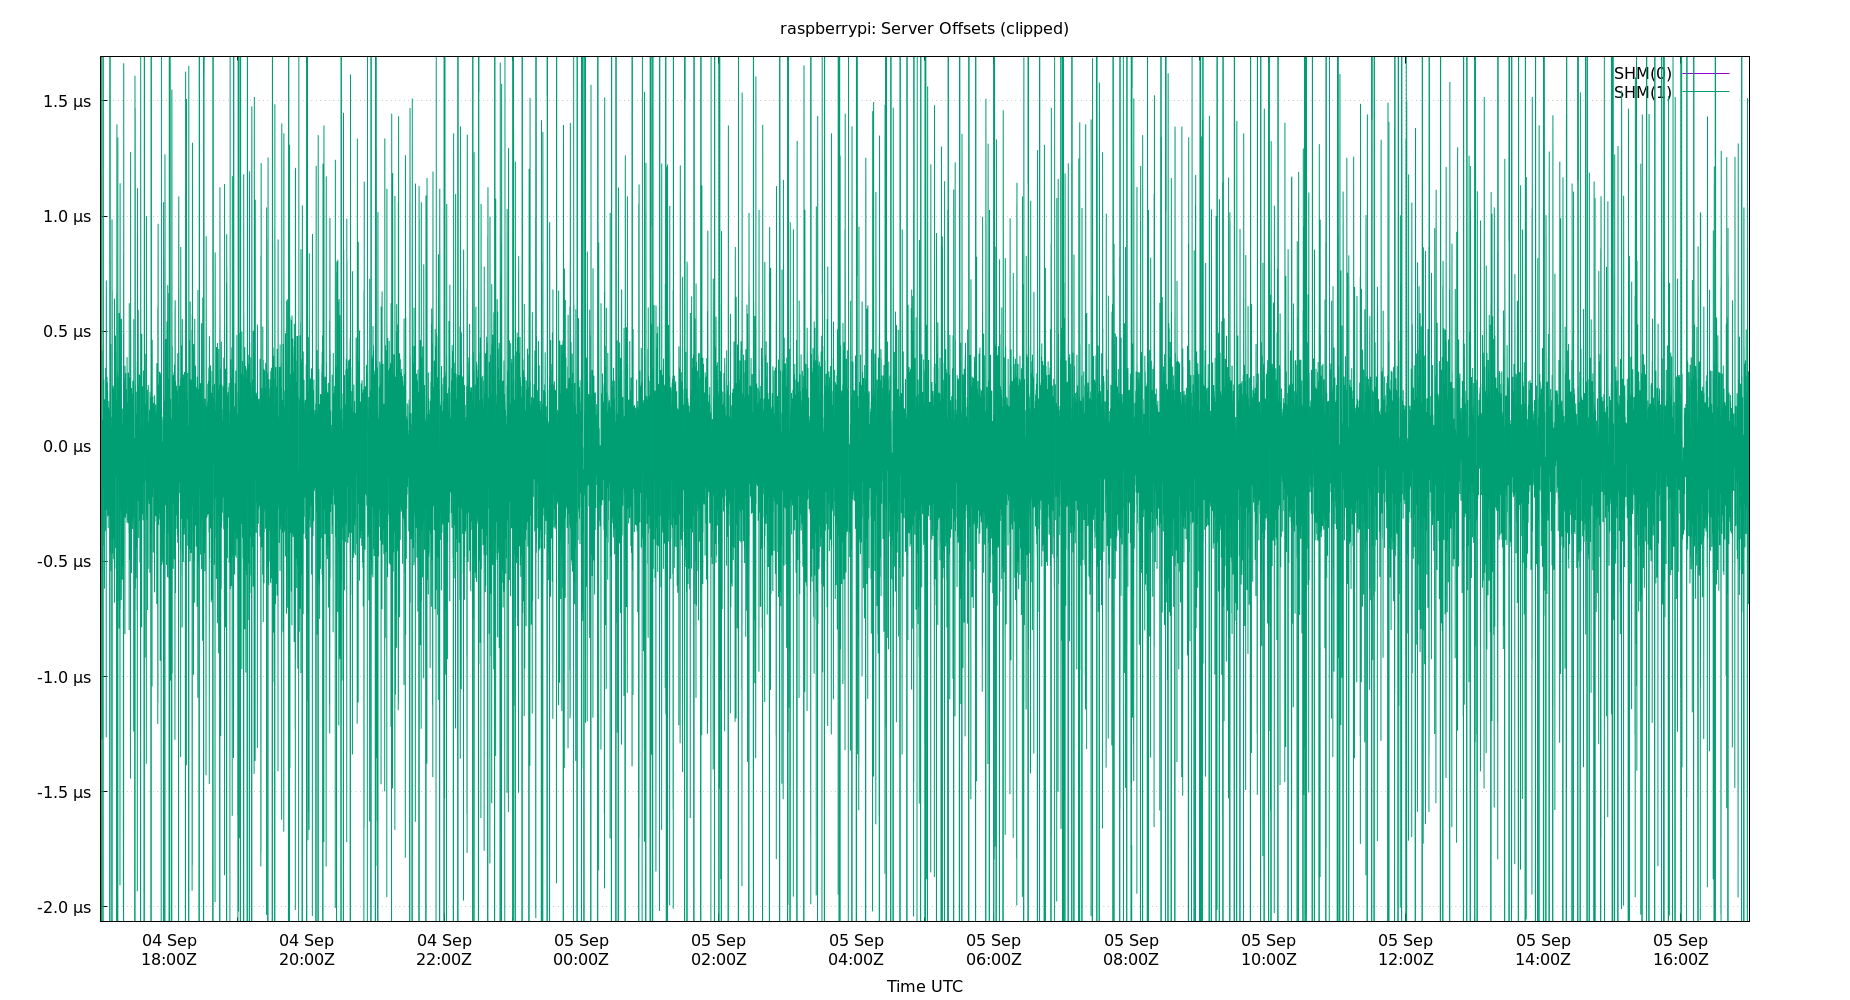 raspberrypi: Server Offsets (clipped)
SHM(0)
SHM(1)
1.5 µs
1.0 µs
0.5 µs
0.0 µs
-0.5 µs
-1.0 µs
-1.5 µs
-2.0 µs
04 Sep 04 Sep 04 Sep 05 Sep 05 Sep 05 Sep 05 Sep 05 Sep 05 Sep 05 Sep 05 Sep 05 Sep
18:00Z 20:00Z 22:00Z 00:00Z 02:00Z 04:00Z 06:00Z 08:00Z 10:00Z 12:00Z 14:00Z 16:00Z
Time UTC